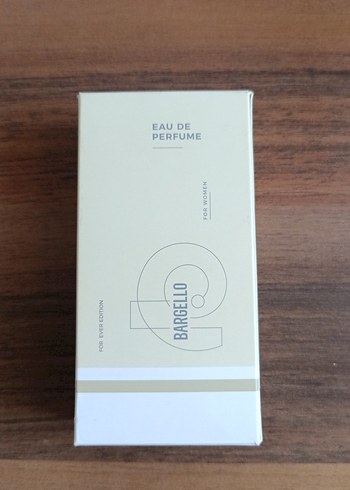 EAU DE
PERFUME
FOR WOMEN
BARGELLO
FOR EVER EDITION